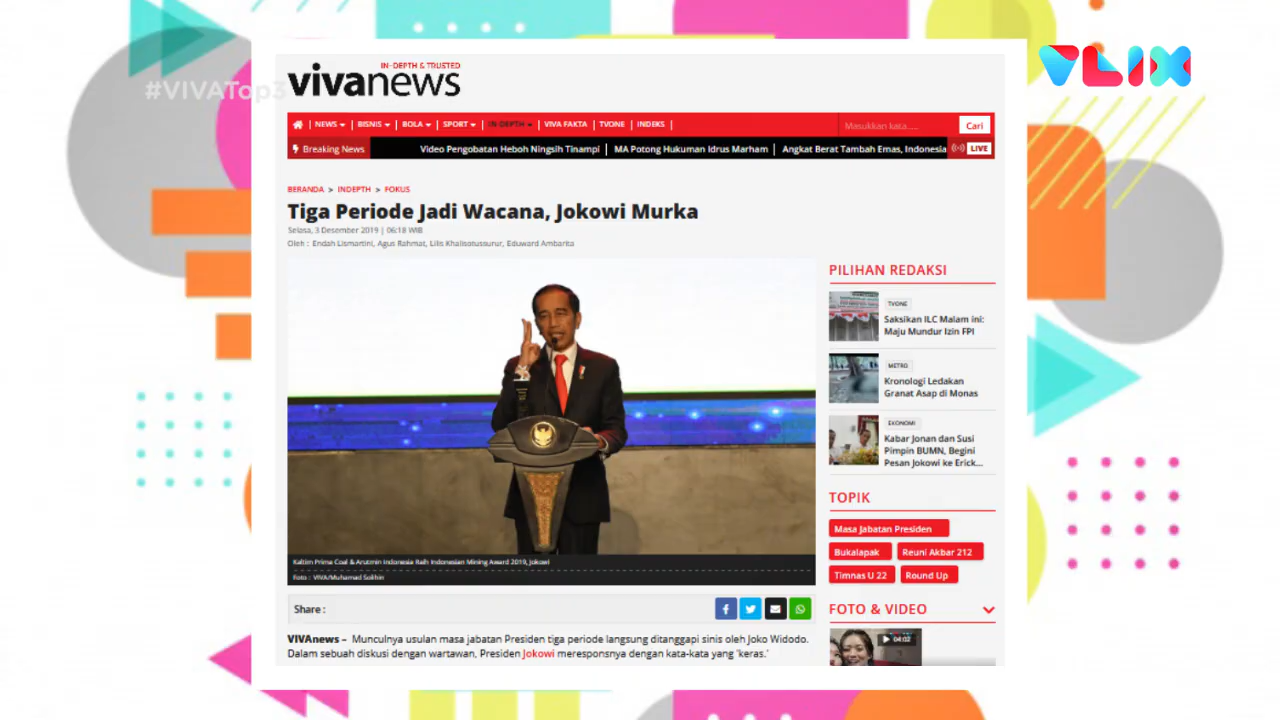 #VIVATop3
VLIX
IN-DEPTH & TRUSTED
vivanews
NEWS | BISNIS | BOLA | SPORT | IN-DEPTH | VIVA FAKTA | TVONE | INDEKS |
Masukkan kata.....
Cari
Breaking News
Video Pengobatan Heboh Ningsih Tinampi | MA Potong Hukuman Idrus Marham | Angkat Berat Tambah Emas, Indonesia
LIVE
BERANDA > INDEPTH > FOKUS
Tiga Periode Jadi Wacana, Jokowi Murka
Selasa, 3 Desember 2019 | 06:18 WIB
Oleh : Endah Lismartini, Agus Rahmat, Lilis Khalisotussurur, Eduward Ambarita
Kaltim Prima Coal & Arutmin Indonesia Raih Indonesian Mining Award 2019, Jokowi
Foto : VIVA/Muhamad Solihin
Share :
VIVAnews – Munculnya usulan masa jabatan Presiden tiga periode langsung ditanggapi sinis oleh Joko Widodo.
Dalam sebuah diskusi dengan wartawan, Presiden Jokowi meresponsnya dengan kata-kata yang 'keras.'
PILIHAN REDAKSI
TVONE
Saksikan ILC Malam ini:
Maju Mundur Izin FPI
METRO
Kronologi Ledakan
Granat Asap di Monas
EKONOMI
Kabar Jonan dan Susi
Pimpin BUMN, Begini
Pesan Jokowi ke Erick...
TOPIK
Masa Jabatan Presiden
Bukalapak
Reuni Akbar 212
Timnas U 22
Round Up
FOTO & VIDEO
04:02